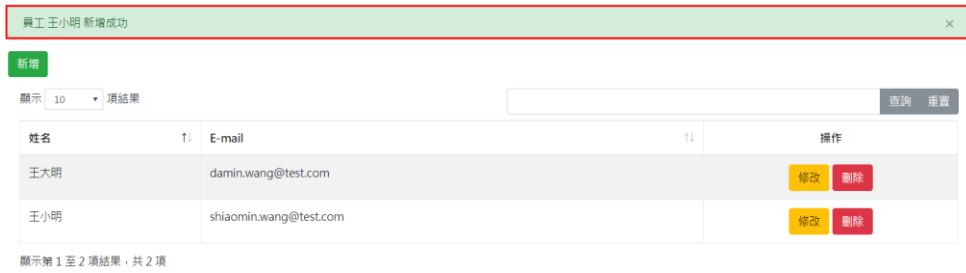 員工 王小明 新增成功 ×
新增
顯示 10 項結果 查詢 重置
姓名 E-mail 操作
王大明 damin.wang@test.com 修改 刪除
王小明 shiaomin.wang@test.com 修改 刪除
顯示第 1 至 2 項結果，共 2 項